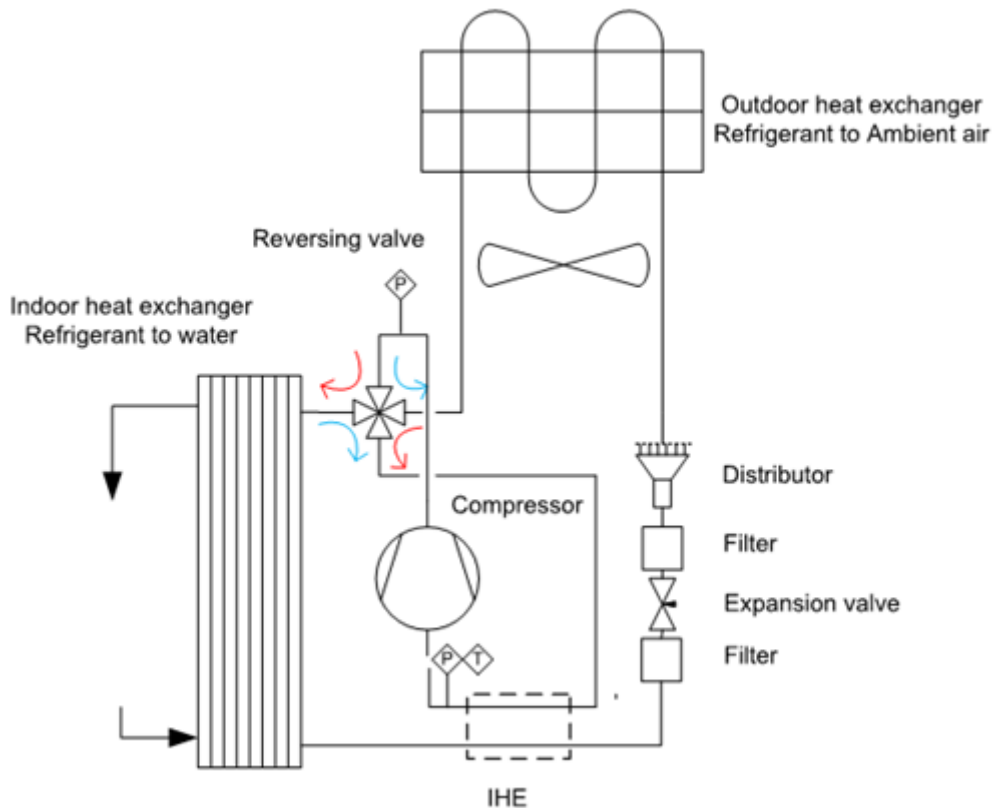 Outdoor heat exchanger
Refrigerant to Ambient air
Reversing valve
P
Indoor heat exchanger
Refrigerant to water
Distributor
Compressor
Filter
Expansion valve
P T
Filter
IHE